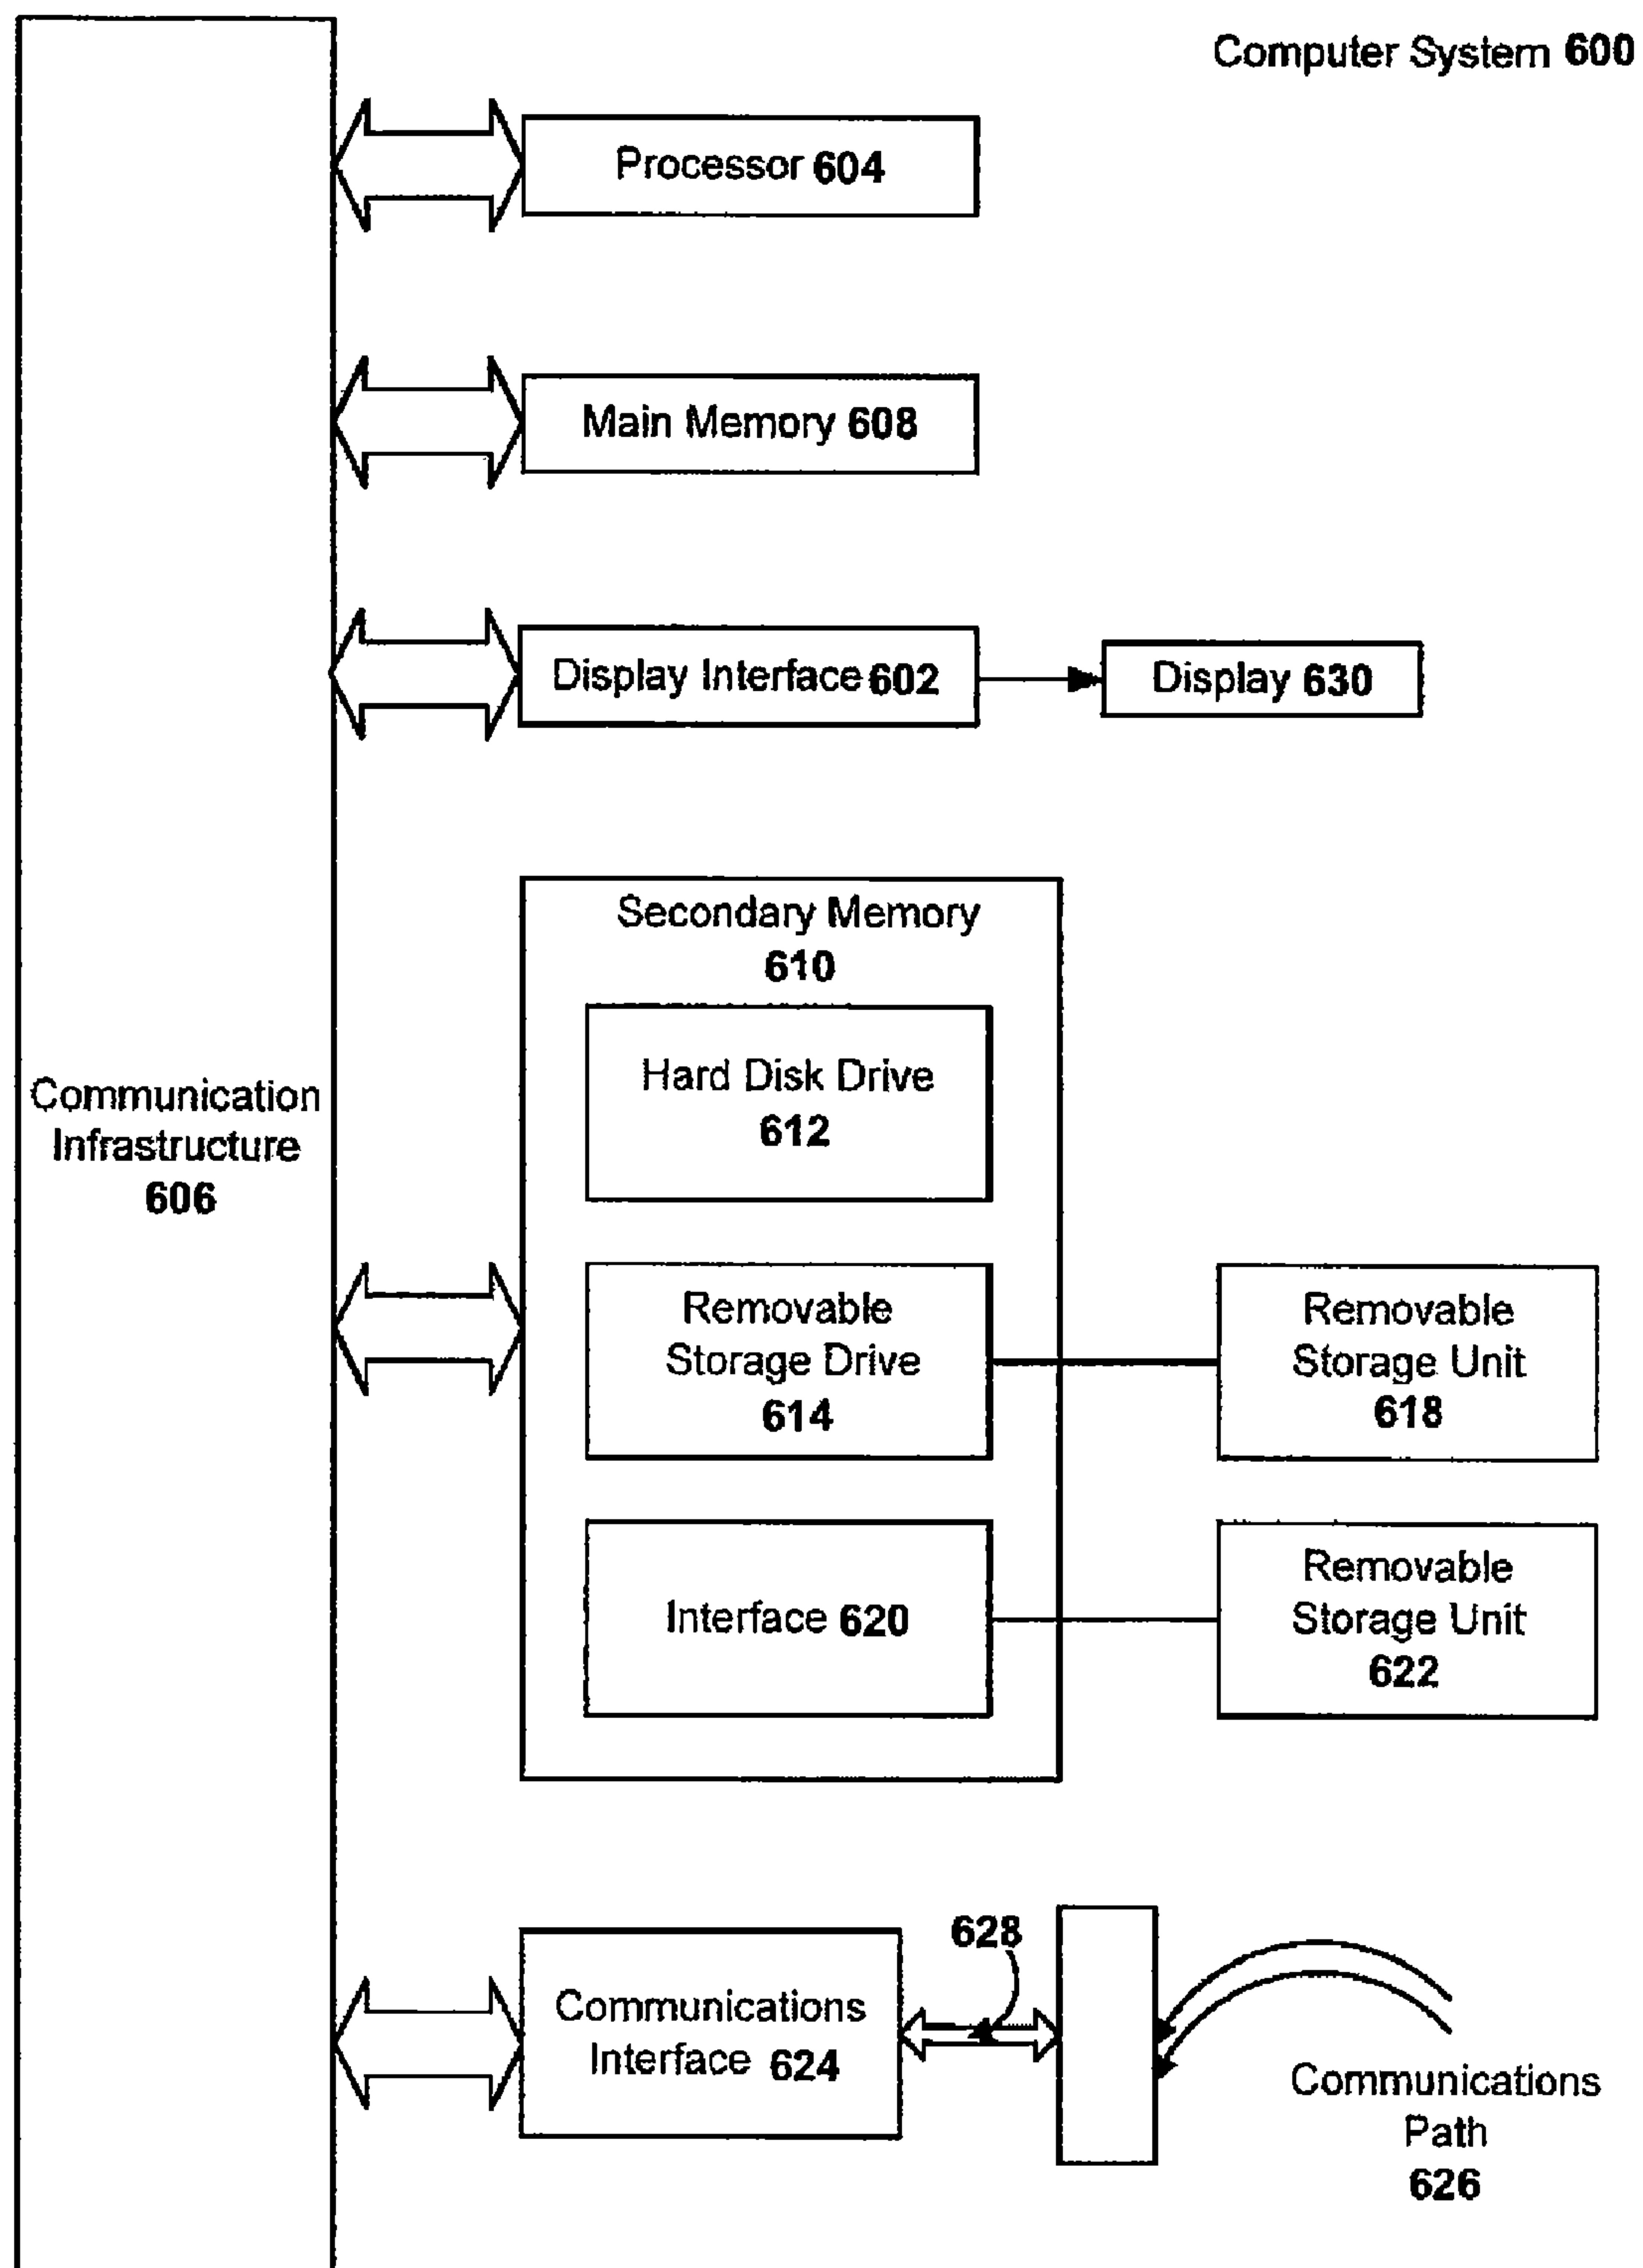 Computer System 600
Processor 604
Main Memory 608
Display Interface 602
Display 630
Secondary Memory
610
Hard Disk Drive
612
Communication
Infrastructure
606
Removable
Storage Drive
614
Removable
Storage Unit
618
Interface 620
Removable
Storage Unit
622
628
Communications
Interface 624
Communications
Path
626